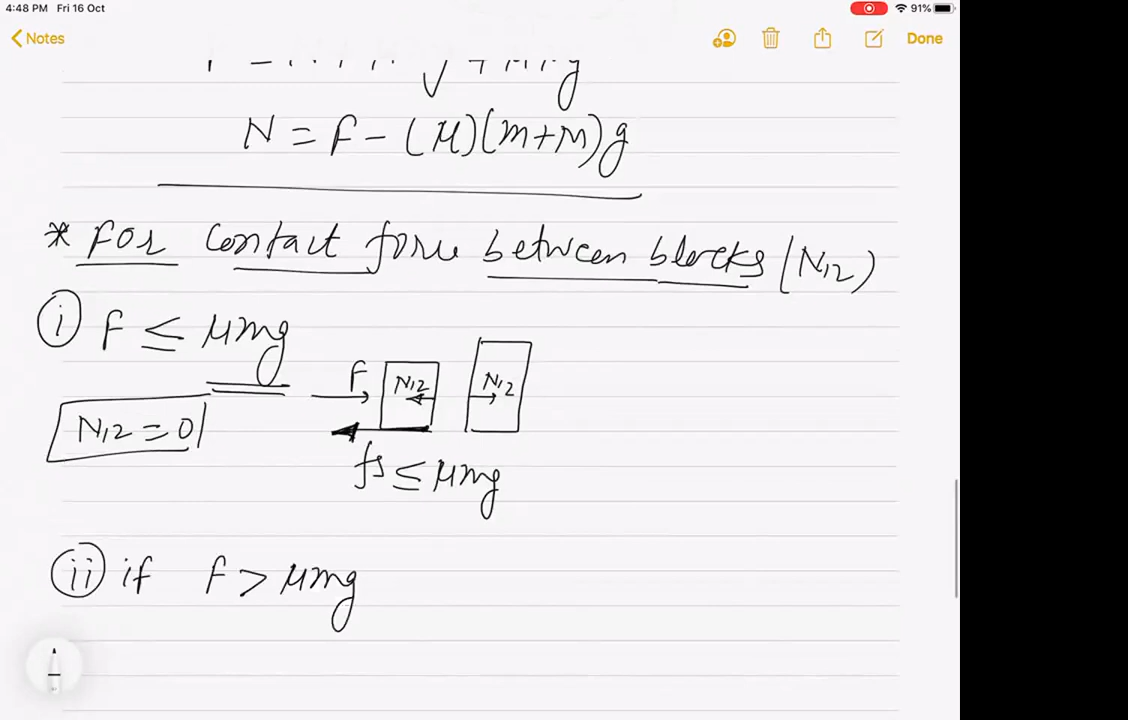 4:48 PM Fri 16 Oct
91%
Notes
Done
N = F - (μ)(m+M)g
* For contact force between blocks (N12)
i F ≤ μmg
F N12 N12
N12 = 0
fs ≤ μmg
ii if F > μmg